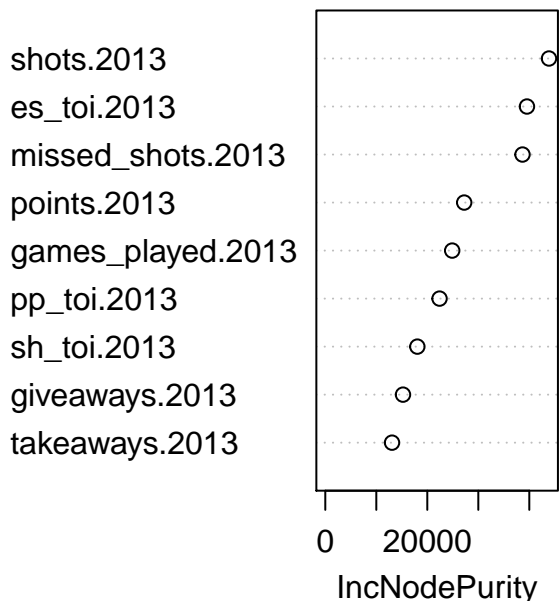 shots.2013
es_toi.2013
missed_shots.2013
points.2013
games_played.2013
pp_toi.2013
sh_toi.2013
giveaways.2013
takeaways.2013
0 20000
IncNodePurity